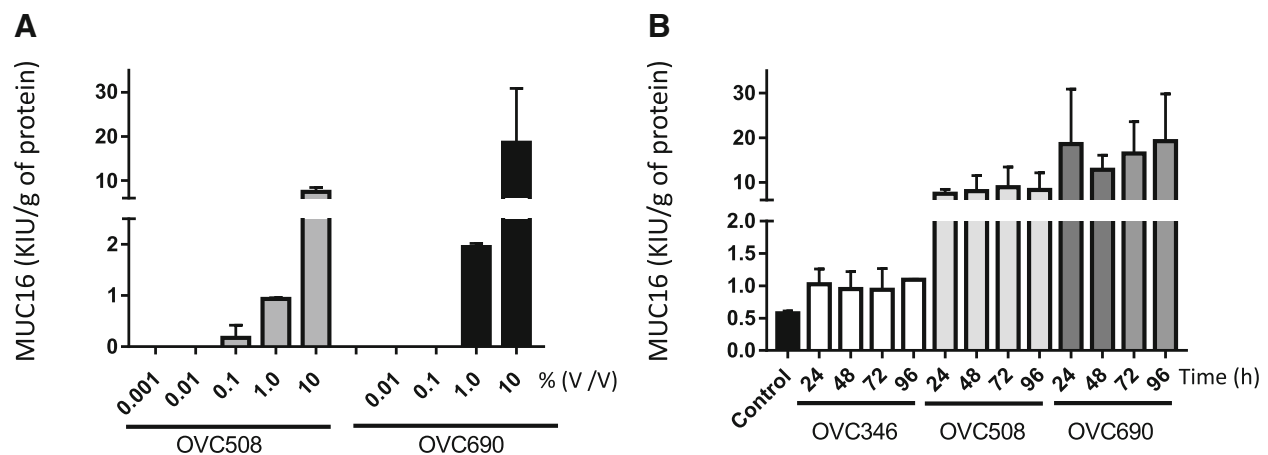 A
MUC16 (KIU/g of protein)
30
20
10
2
1
0
0.001 0.01 0.1 1.0 10 0.01 0.1 1.0 10 % (V /V)
OVC508 OVC690
B
MUC16 (KIU/g of protein)
30
20
10
2.0
1.5
1.0
0.5
0.0
Control 24 48 72 96 24 48 72 96 24 48 72 96 Time (h)
OVC346 OVC508 OVC690